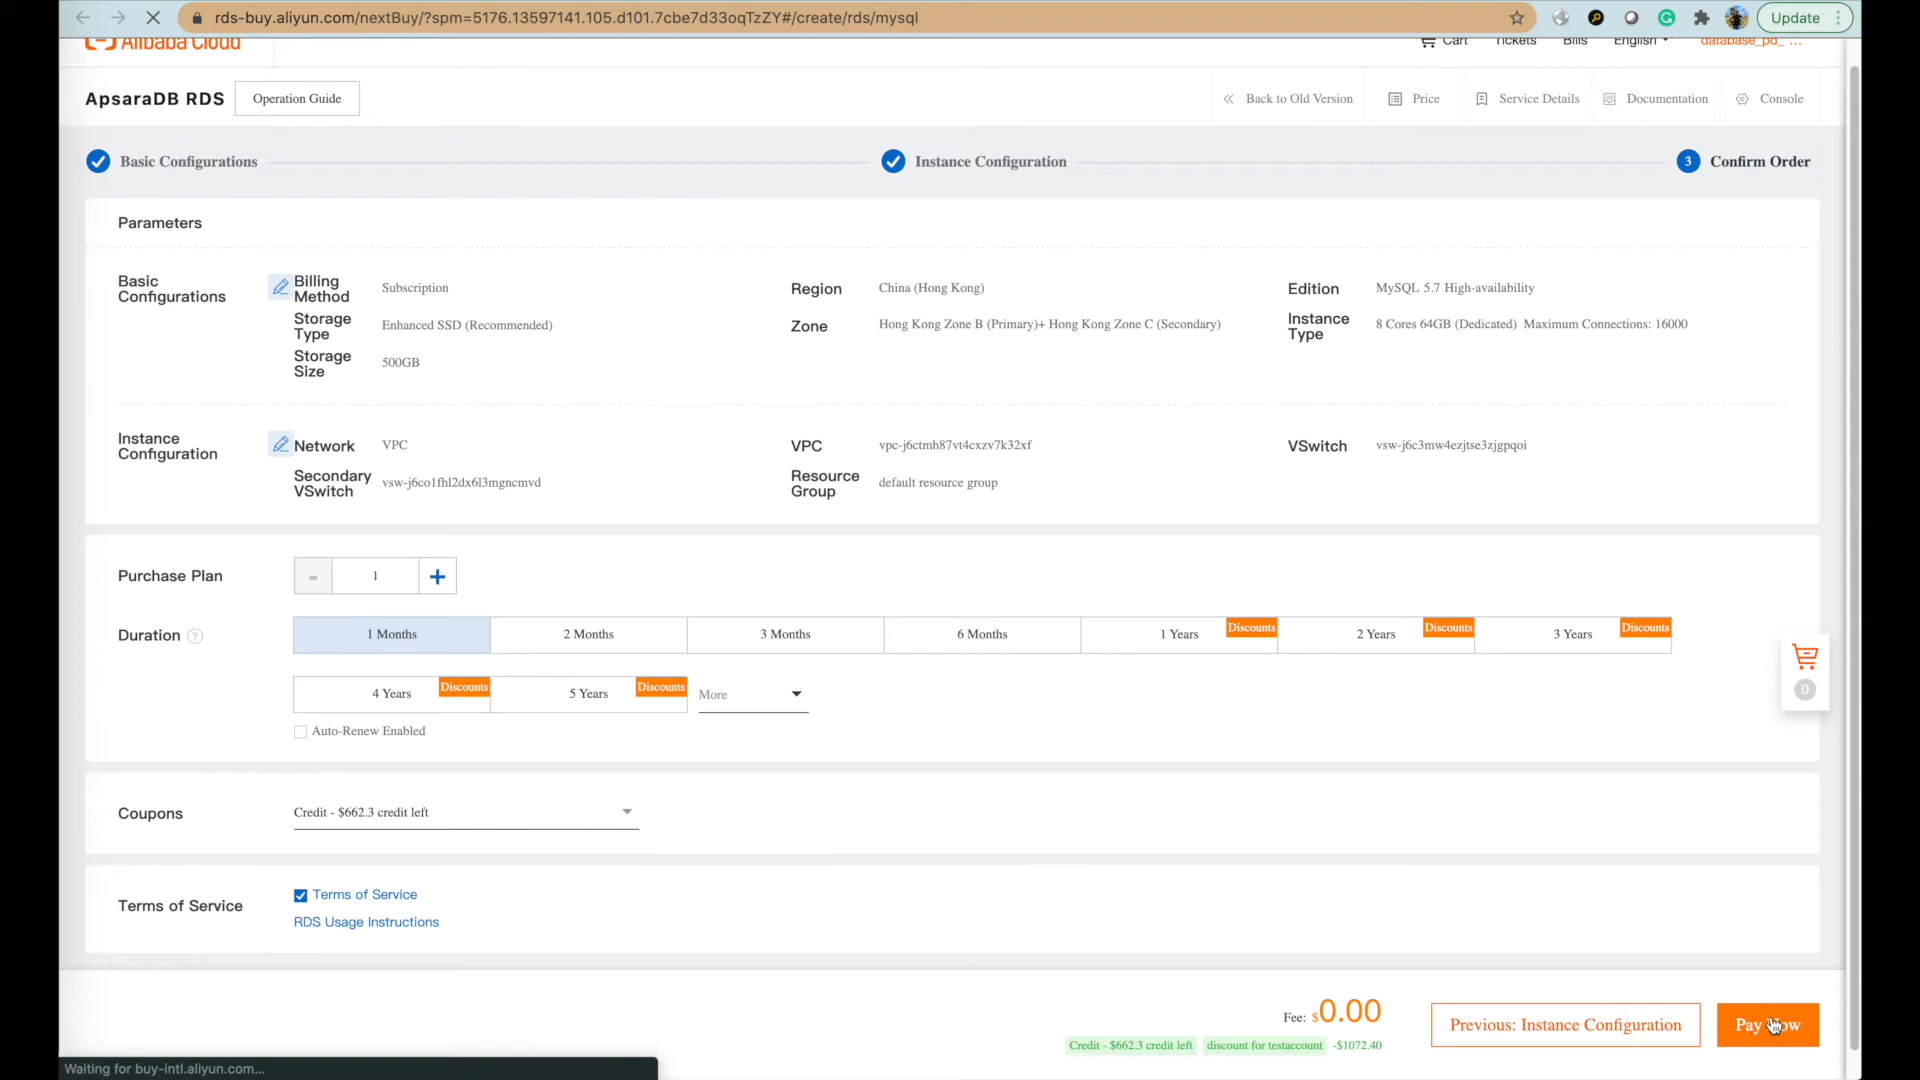 rds-buy.aliyun.com/nextBuy/?spm=5176.13597141.105.d101.7cbe7d33oqTzZY#/create/rds/mysql
Update
Alibaba Cloud
Cart Tickets Bills English database_pd_ ...
ApsaraDB RDS
Operation Guide
Back to Old Version
Price
Service Details
Documentation
Console
Basic Configurations
Instance Configuration
3 Confirm Order
Parameters
Basic
Configurations
Billing
Method
Subscription
Region
China (Hong Kong)
Edition
MySQL 5.7 High-availability
Storage
Type
Enhanced SSD (Recommended)
Zone
Hong Kong Zone B (Primary)+ Hong Kong Zone C (Secondary)
Instance
Type
8 Cores 64GB (Dedicated) Maximum Connections: 16000
Storage
Size
500GB
Instance
Configuration
Network
VPC
VPC
vpc-j6ctmh87vt4cxzv7k32xf
VSwitch
vsw-j6c3mw4ezjtse3zjgpqoi
Secondary
VSwitch
vsw-j6co1fhl2dx6l3mgncmvd
Resource
Group
default resource group
Purchase Plan
- 1 +
Duration ?
1 Months
2 Months
3 Months
6 Months
1 Years Discounts
2 Years Discounts
3 Years Discounts
4 Years Discounts
5 Years Discounts
More
0
Auto-Renew Enabled
Coupons
Credit - $662.3 credit left
Terms of Service
Terms of Service
RDS Usage Instructions
Fee: $0.00
Credit - $662.3 credit left discount for testaccount -$1072.40
Previous: Instance Configuration
Pay Now
Waiting for buy-intl.aliyun.com...